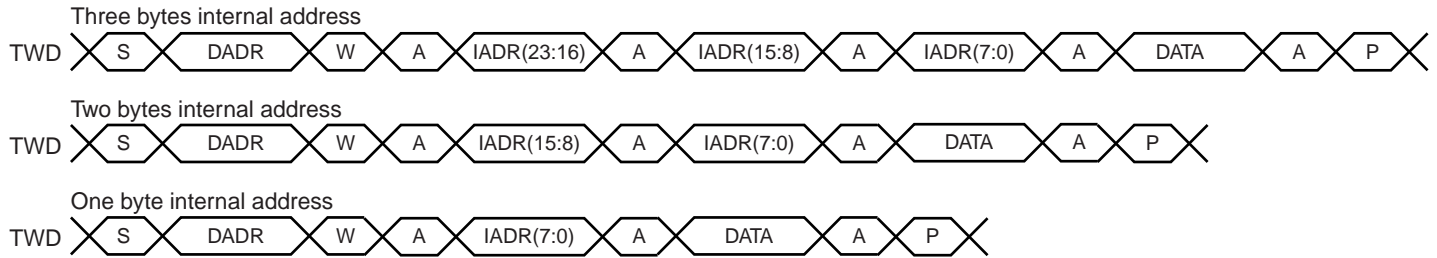 Three bytes internal address
TWD S DADR W A IADR(23:16) A IADR(15:8) A IADR(7:0) A DATA A P
Two bytes internal address
TWD S DADR W A IADR(15:8) A IADR(7:0) A DATA A P
One byte internal address
TWD S DADR W A IADR(7:0) A DATA A P